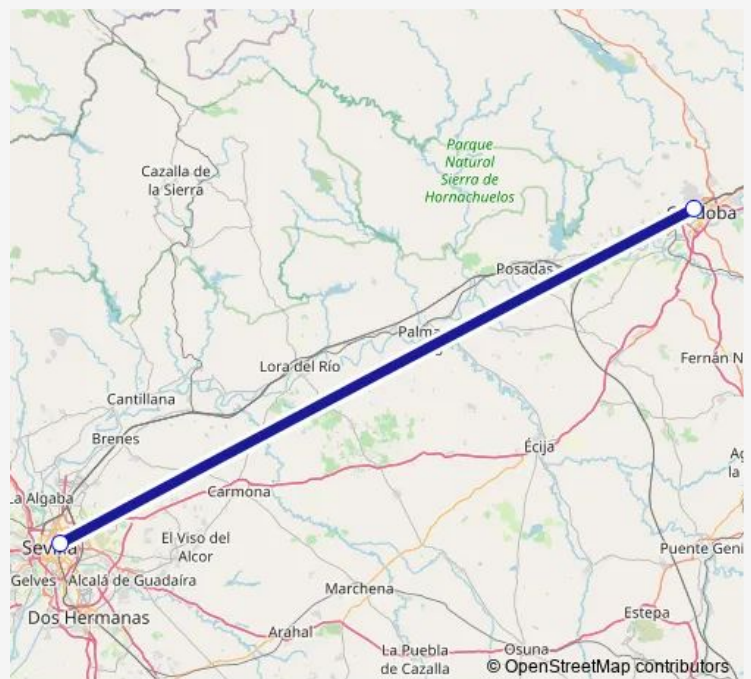 Parque
Natural
Sierra de
Hornachuelos
Cazalla de
la Sierra
Posadas
Palma
Lora del Río
Fernán N
Cantillana
Brenes
Écija
La Algaba
Carmona
El Viso del
Alcor
Puente Geni
Gelves
Alcalá de Guadaíra
Marchena
Dos Hermanas
Estepa
Arahal
La Puebla
de Cazalla
Osuna
© OpenStreetMap contributors